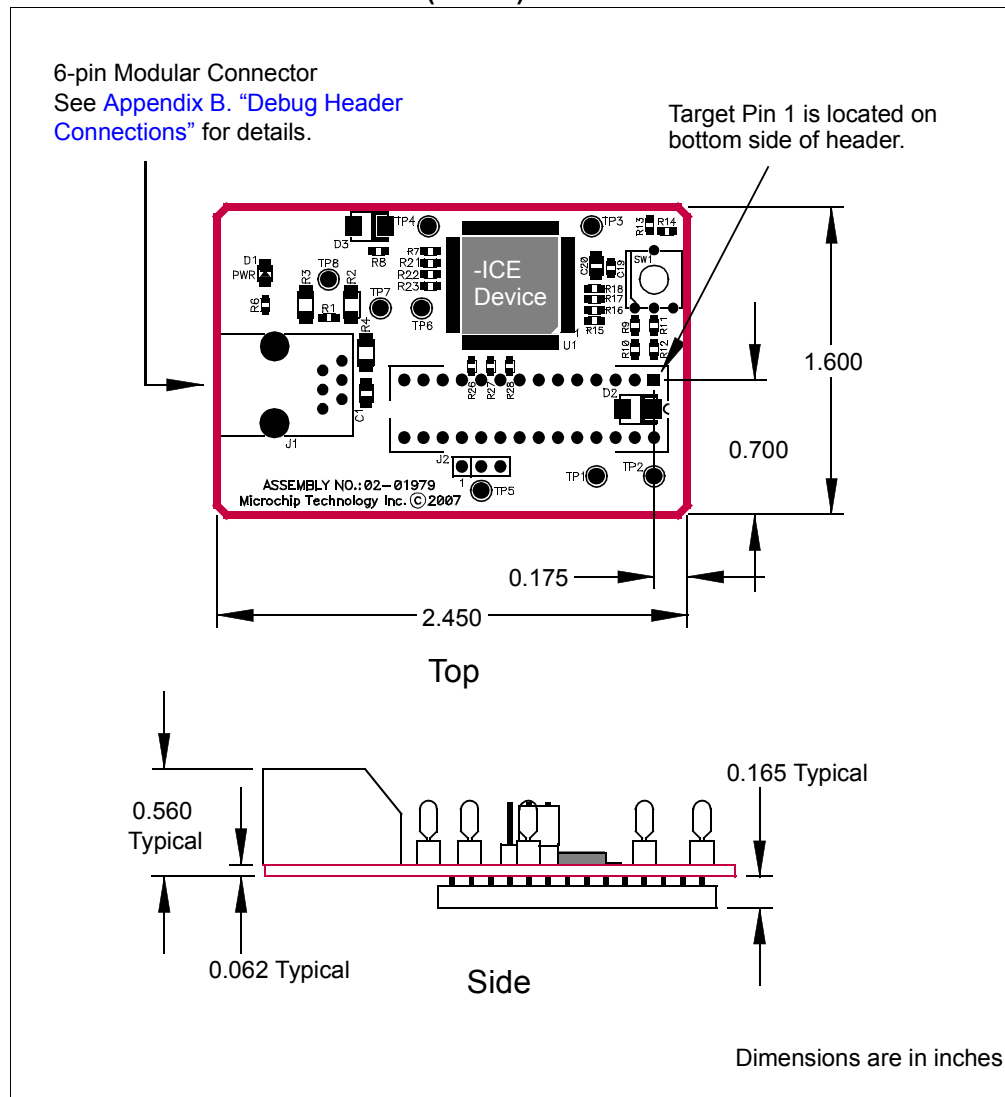 6-pin Modular Connector
See Appendix B. “Debug Header
Connections” for details.
Target Pin 1 is located on
bottom side of header.
D3
TP4
TP3
R13
R14
D1
PWR
TP8
R8
R7
R21
R22
R23
-ICE
Device
C20
C19
SW1
R6
R3
R2
R1
TP7
TP6
R18
R17
R16
R15
1
U1
R9
R11
R10
R12
R4
C1
J1
R26
R27
R28
D2
J2
1
TP5
TP1
TP2
ASSEMBLY NO.:02-01979
Microchip Technology Inc. ©2007
1.600
0.700
0.175
2.450
Top
0.560
Typical
0.165 Typical
0.062 Typical
Side
Dimensions are in inches